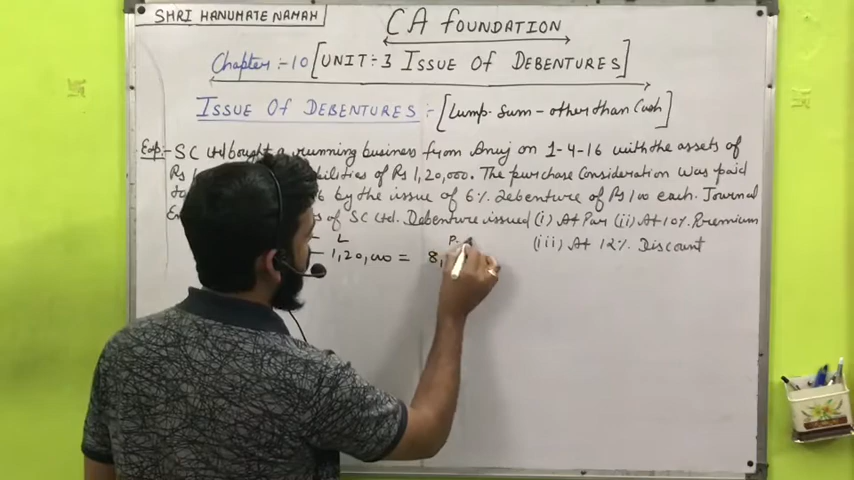 SHRI HANUMATE NAMAH
CA FOUNDATION
Chapter :- 10 [UNIT:- 3 ISSUE OF DEBENTURES]
ISSUE OF DEBENTURES :- [Lump-Sum - other than Cash]
Exp:- SC Ltd bought a running business from Anuj on 1-4-16 with the assets of
Rs bilities of Rs 1,20,000. The purchase Consideration was paid
by the issue of 6% Debenture of Rs 100 each. Journal
of SC Ltd. Debenture issued (i) At Par (ii) At 10% Premium
(iii) At 12% Discount
L P.
- 1,20,000 = 8,